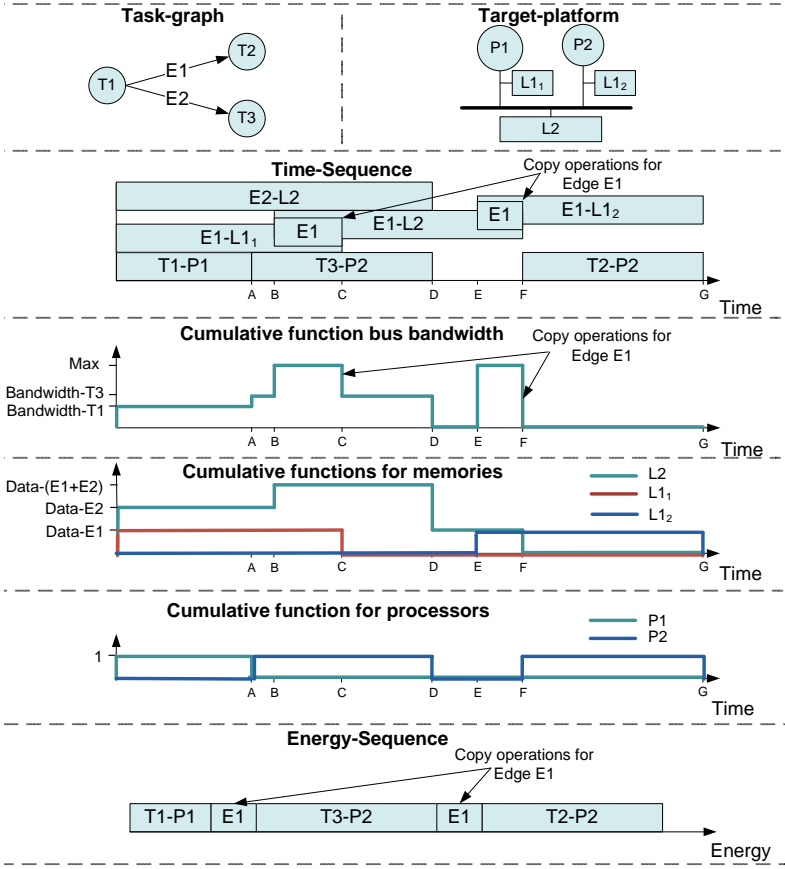 Task-graph
Target-platform
T1
T2
T3
E1
E2
P1
P2
L1₁
L1₂
L2
Time-Sequence
Copy operations for
Edge E1
E2-L2
E1
E1-L2
E1
E1-L1₂
E1-L1₁
T1-P1
T3-P2
T2-P2
A B C D E F G
Time
Cumulative function bus bandwidth
Copy operations for
Edge E1
Max
Bandwidth-T3
Bandwidth-T1
A B C D E F G
Time
Cumulative functions for memories
Data-(E1+E2)
Data-E2
Data-E1
L2
L1₁
L1₂
A B C D E F G
Time
Cumulative function for processors
P1
P2
1
A B C D E F G
Time
Energy-Sequence
Copy operations for
Edge E1
T1-P1 E1 T3-P2 E1 T2-P2
Energy